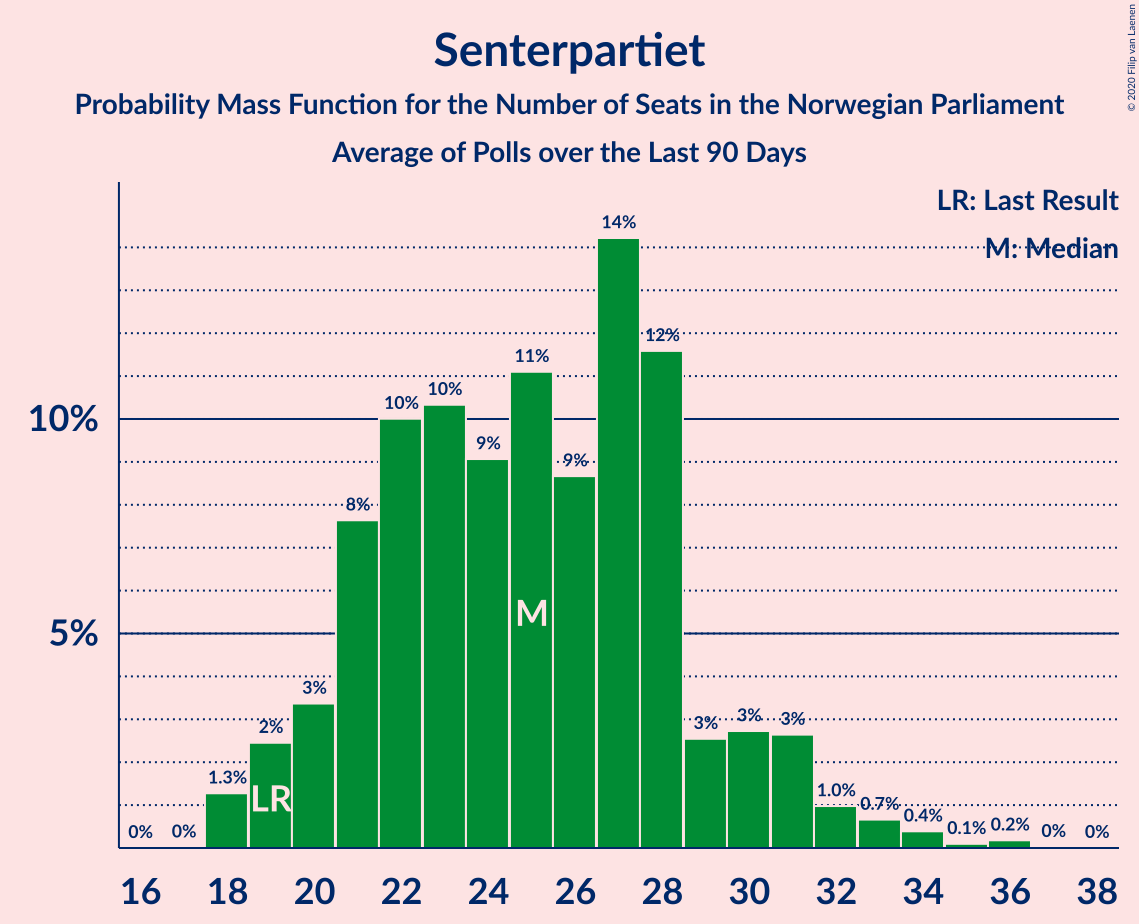 Senterpartiet
Probability Mass Function for the Number of Seats in the Norwegian Parliament
Average of Polls over the Last 90 Days
© 2020 Filip van Laenen
LR: Last Result
M: Median
10%
5%
0%
0%
1.3%
2%
3%
8%
10%
10%
9%
11%
9%
14%
12%
3%
3%
3%
1.0%
0.7%
0.4%
0.1%
0.2%
0%
0%
LR
M
16 18 20 22 24 26 28 30 32 34 36 38